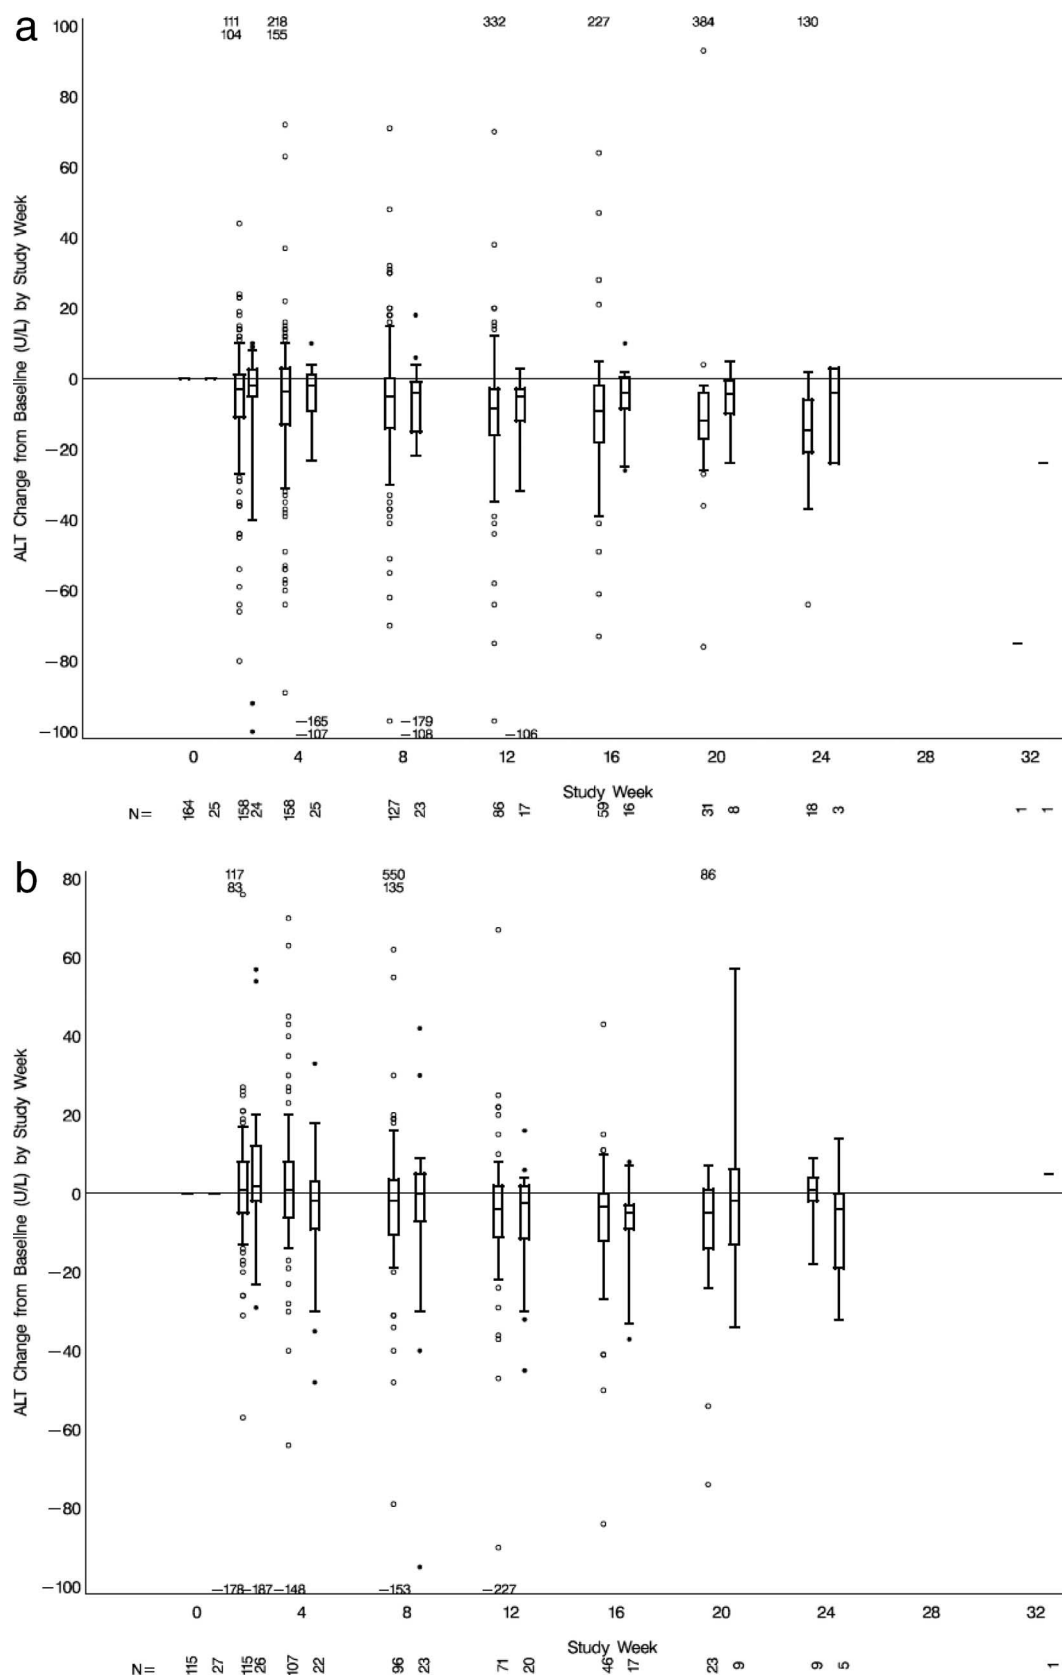 a
ALT Change from Baseline (U/L) by Study Week
111 218 332 227 384 130
104 155
100
80
60
40
20
0
−20
−40
−60
−80
−100
−165 −179
−107 −108 −106
0 4 8 12 16 20 24 28 32
Study Week
N= 164 25 158 24 158 25 127 23 86 17 59 16 31 8 18 3 1 1
b
ALT Change from Baseline (U/L) by Study Week
117 550 86
83 135
80
60
40
20
0
−20
−40
−60
−80
−100
−178 −187 −148 −153 −227
0 4 8 12 16 20 24 28 32
Study Week
N= 115 27 115 26 107 22 96 23 71 20 46 17 23 9 9 5 1